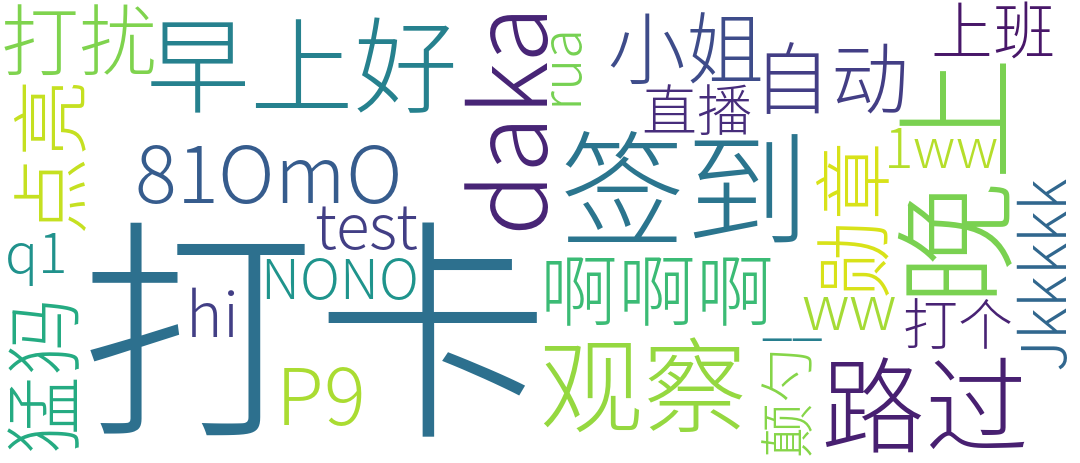 打扰
早上好
daka
rua
小姐
自动
上班
直播
点亮
81OmO
签到
晚上
1ww
勋章
JKKKK
test
打卡
q1
NONO
hi
啊啊啊
ww
打个
猛犸
P9
观察
颠勺一
路过